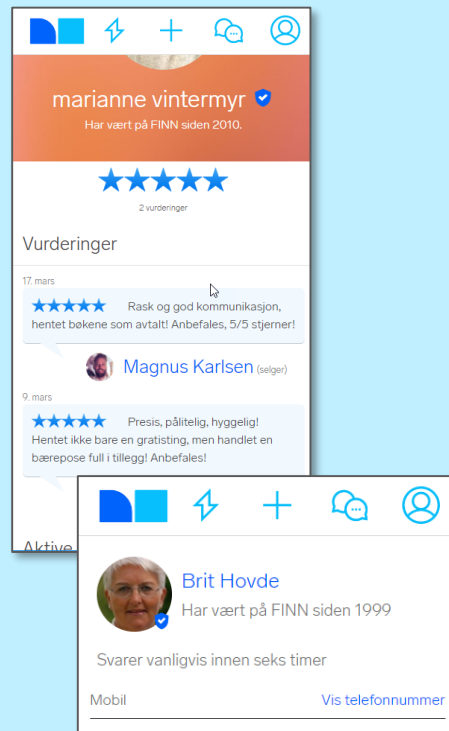 marianne vintermyr
Har vært på FINN siden 2010.
2 vurderinger
Vurderinger
17. mars
Rask og god kommunikasjon,
hentet bøkene som avtalt! Anbefales, 5/5 stjerner!
Magnus Karlsen (selger)
9. mars
Presis, pålitelig, hyggelig!
Hentet ikke bare en gratisting, men handlet en
bærepose full i tillegg! Anbefales!
Aktive
Brit Hovde
Har vært på FINN siden 1999
Svarer vanligvis innen seks timer
Mobil Vis telefonnummer